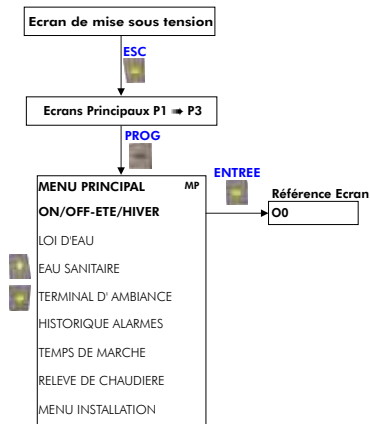 Ecran de mise sous tension
ESC
Ecrans Principaux P1 ➠ P3
PROG
ENTREE
MENU PRINCIPAL MP
Référence Ecran
ON/OFF-ETE/HIVER
O0
LOI D'EAU
EAU SANITAIRE
TERMINAL D' AMBIANCE
HISTORIQUE ALARMES
TEMPS DE MARCHE
RELEVE DE CHAUDIERE
MENU INSTALLATION